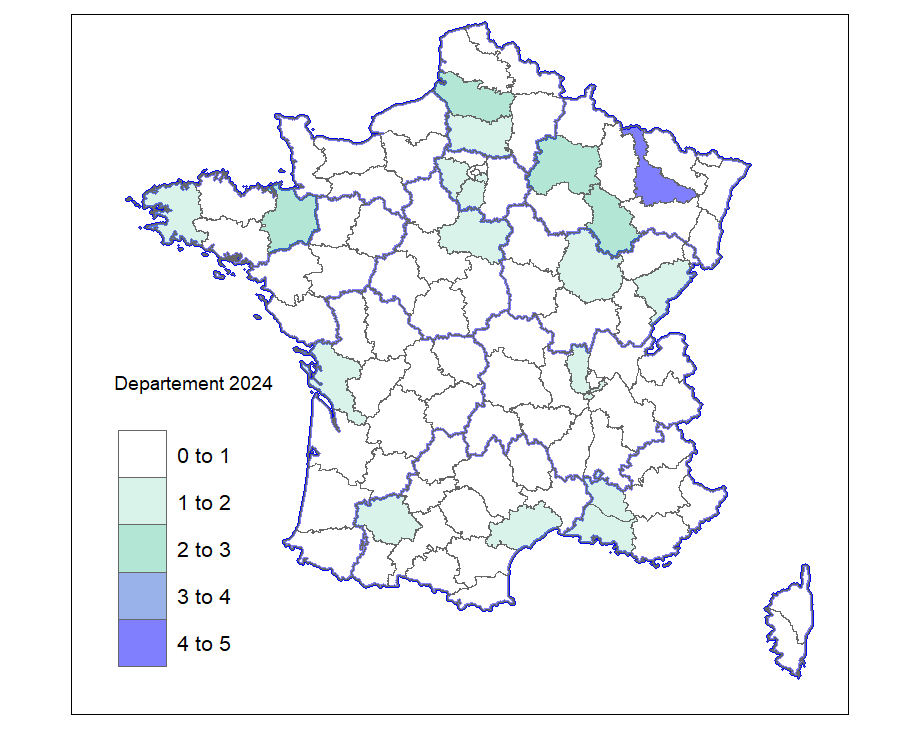 Departement 2024
0 to 1
1 to 2
2 to 3
3 to 4
4 to 5